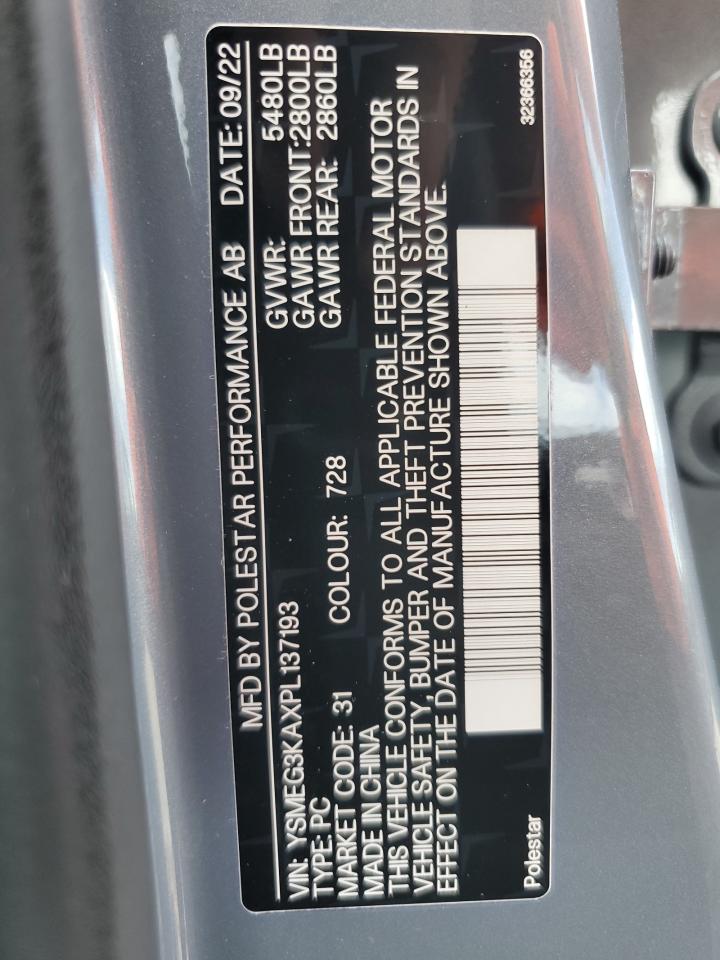 MFD BY POLESTAR PERFORMANCE AB DATE: 09/22
VIN: YSMEG3KAXPL137193 GVWR: 5480LB
TYPE: PC GAWR FRONT:2800LB
MARKET CODE: 31 COLOUR: 728 GAWR REAR: 2860LB
MADE IN CHINA
THIS VEHICLE CONFORMS TO ALL APPLICABLE FEDERAL MOTOR
VEHICLE SAFETY, BUMPER AND THEFT PREVENTION STANDARDS IN
EFFECT ON THE DATE OF MANUFACTURE SHOWN ABOVE.
Polestar 32366356